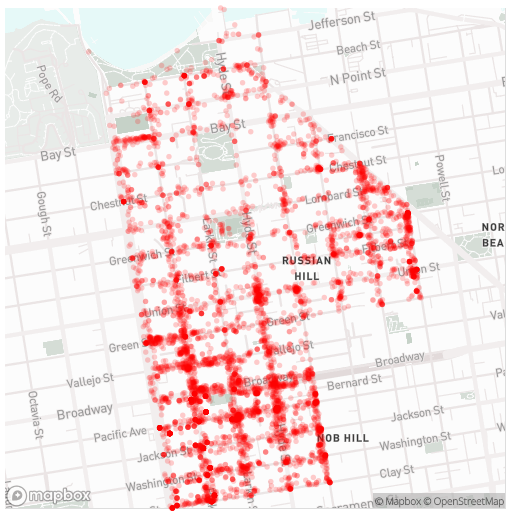 Jefferson St
Beach St
Pope Rd
Hyde St
N Point St
Bay St
Francisco St
Bay St
Chestnut St
Powell St
Lombard St
Gough St
Chestnut St
Greenwich St
Larkin St
Hyde St
NOR
BEA
Greenwich St
Filbert St
RUSSIAN
HILL
Union St
Union St
Green St
Green St
Vallejo St
Broadway
Vallejo St
Broadway
Bernard St
Octavia St
Broadway
Jackson St
Pacific Ave
NOB HILL
Washington St
Jackson St
Clay St
Washington St
Sacramen
mapbox
© Mapbox © OpenStreetMap